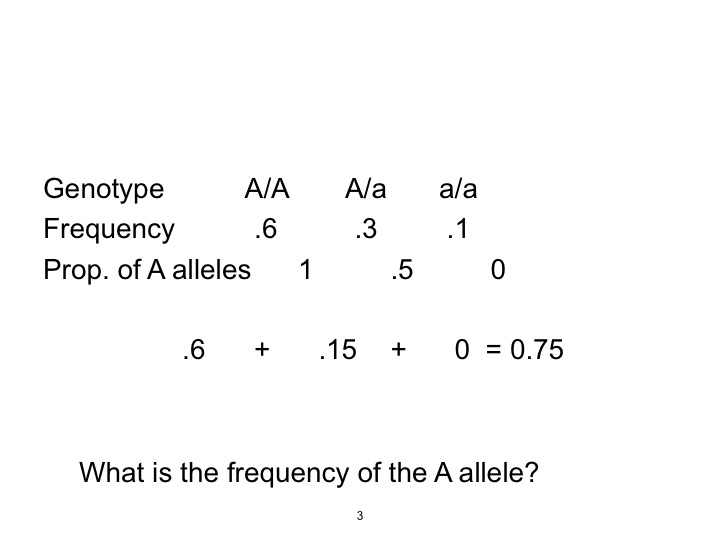 Genotype A/A A/a a/a
Frequency .6 .3 .1
Prop. of A alleles 1 .5 0
.6 + .15 + 0 = 0.75
What is the frequency of the A allele?
3